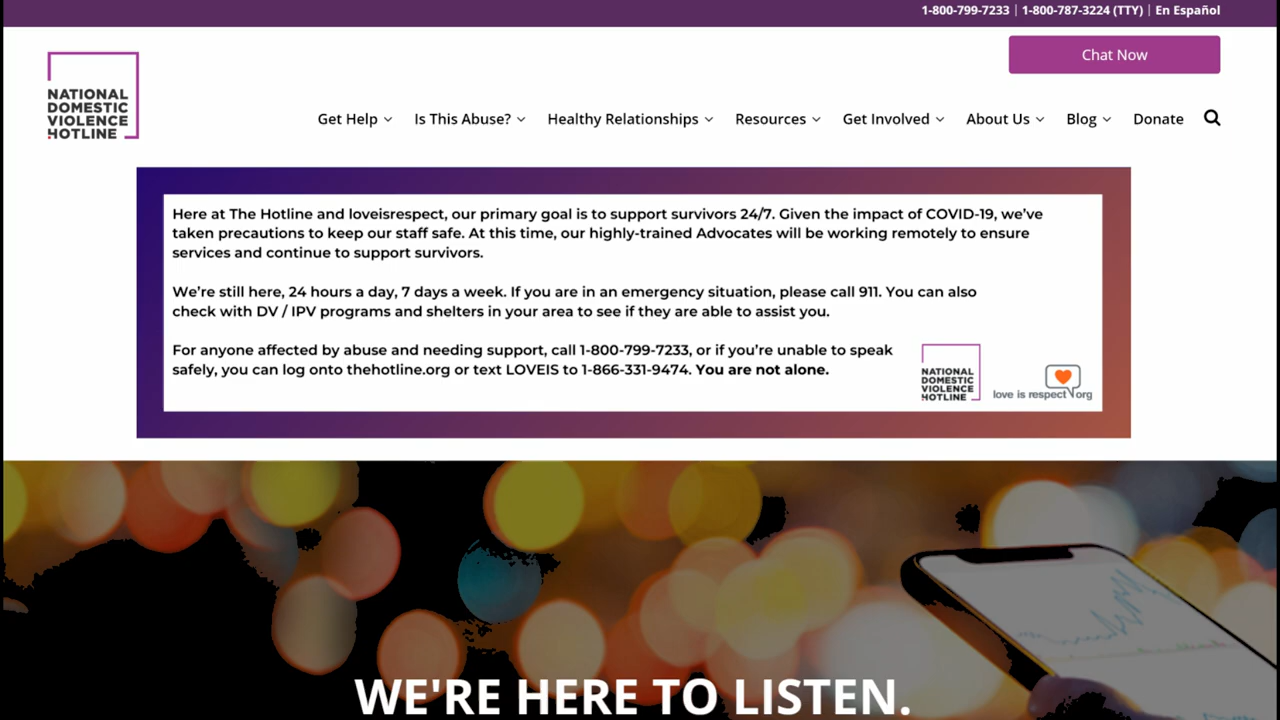 1-800-799-7233 | 1-800-787-3224 (TTY) | En Español
Chat Now
NATIONAL
DOMESTIC
VIOLENCE
HOTLINE
Get Help Is This Abuse? Healthy Relationships Resources Get Involved About Us Blog Donate
Here at The Hotline and loveisrespect, our primary goal is to support survivors 24/7. Given the impact of COVID-19, we've
taken precautions to keep our staff safe. At this time, our highly-trained Advocates will be working remotely to ensure
services and continue to support survivors.
We're still here, 24 hours a day, 7 days a week. If you are in an emergency situation, please call 911. You can also
check with DV / IPV programs and shelters in your area to see if they are able to assist you.
For anyone affected by abuse and needing support, call 1-800-799-7233, or if you're unable to speak
safely, you can log onto thehotline.org or text LOVEIS to 1-866-331-9474. You are not alone.
NATIONAL
DOMESTIC
VIOLENCE
HOTLINE
love is respect org
WE'RE HERE TO LISTEN.